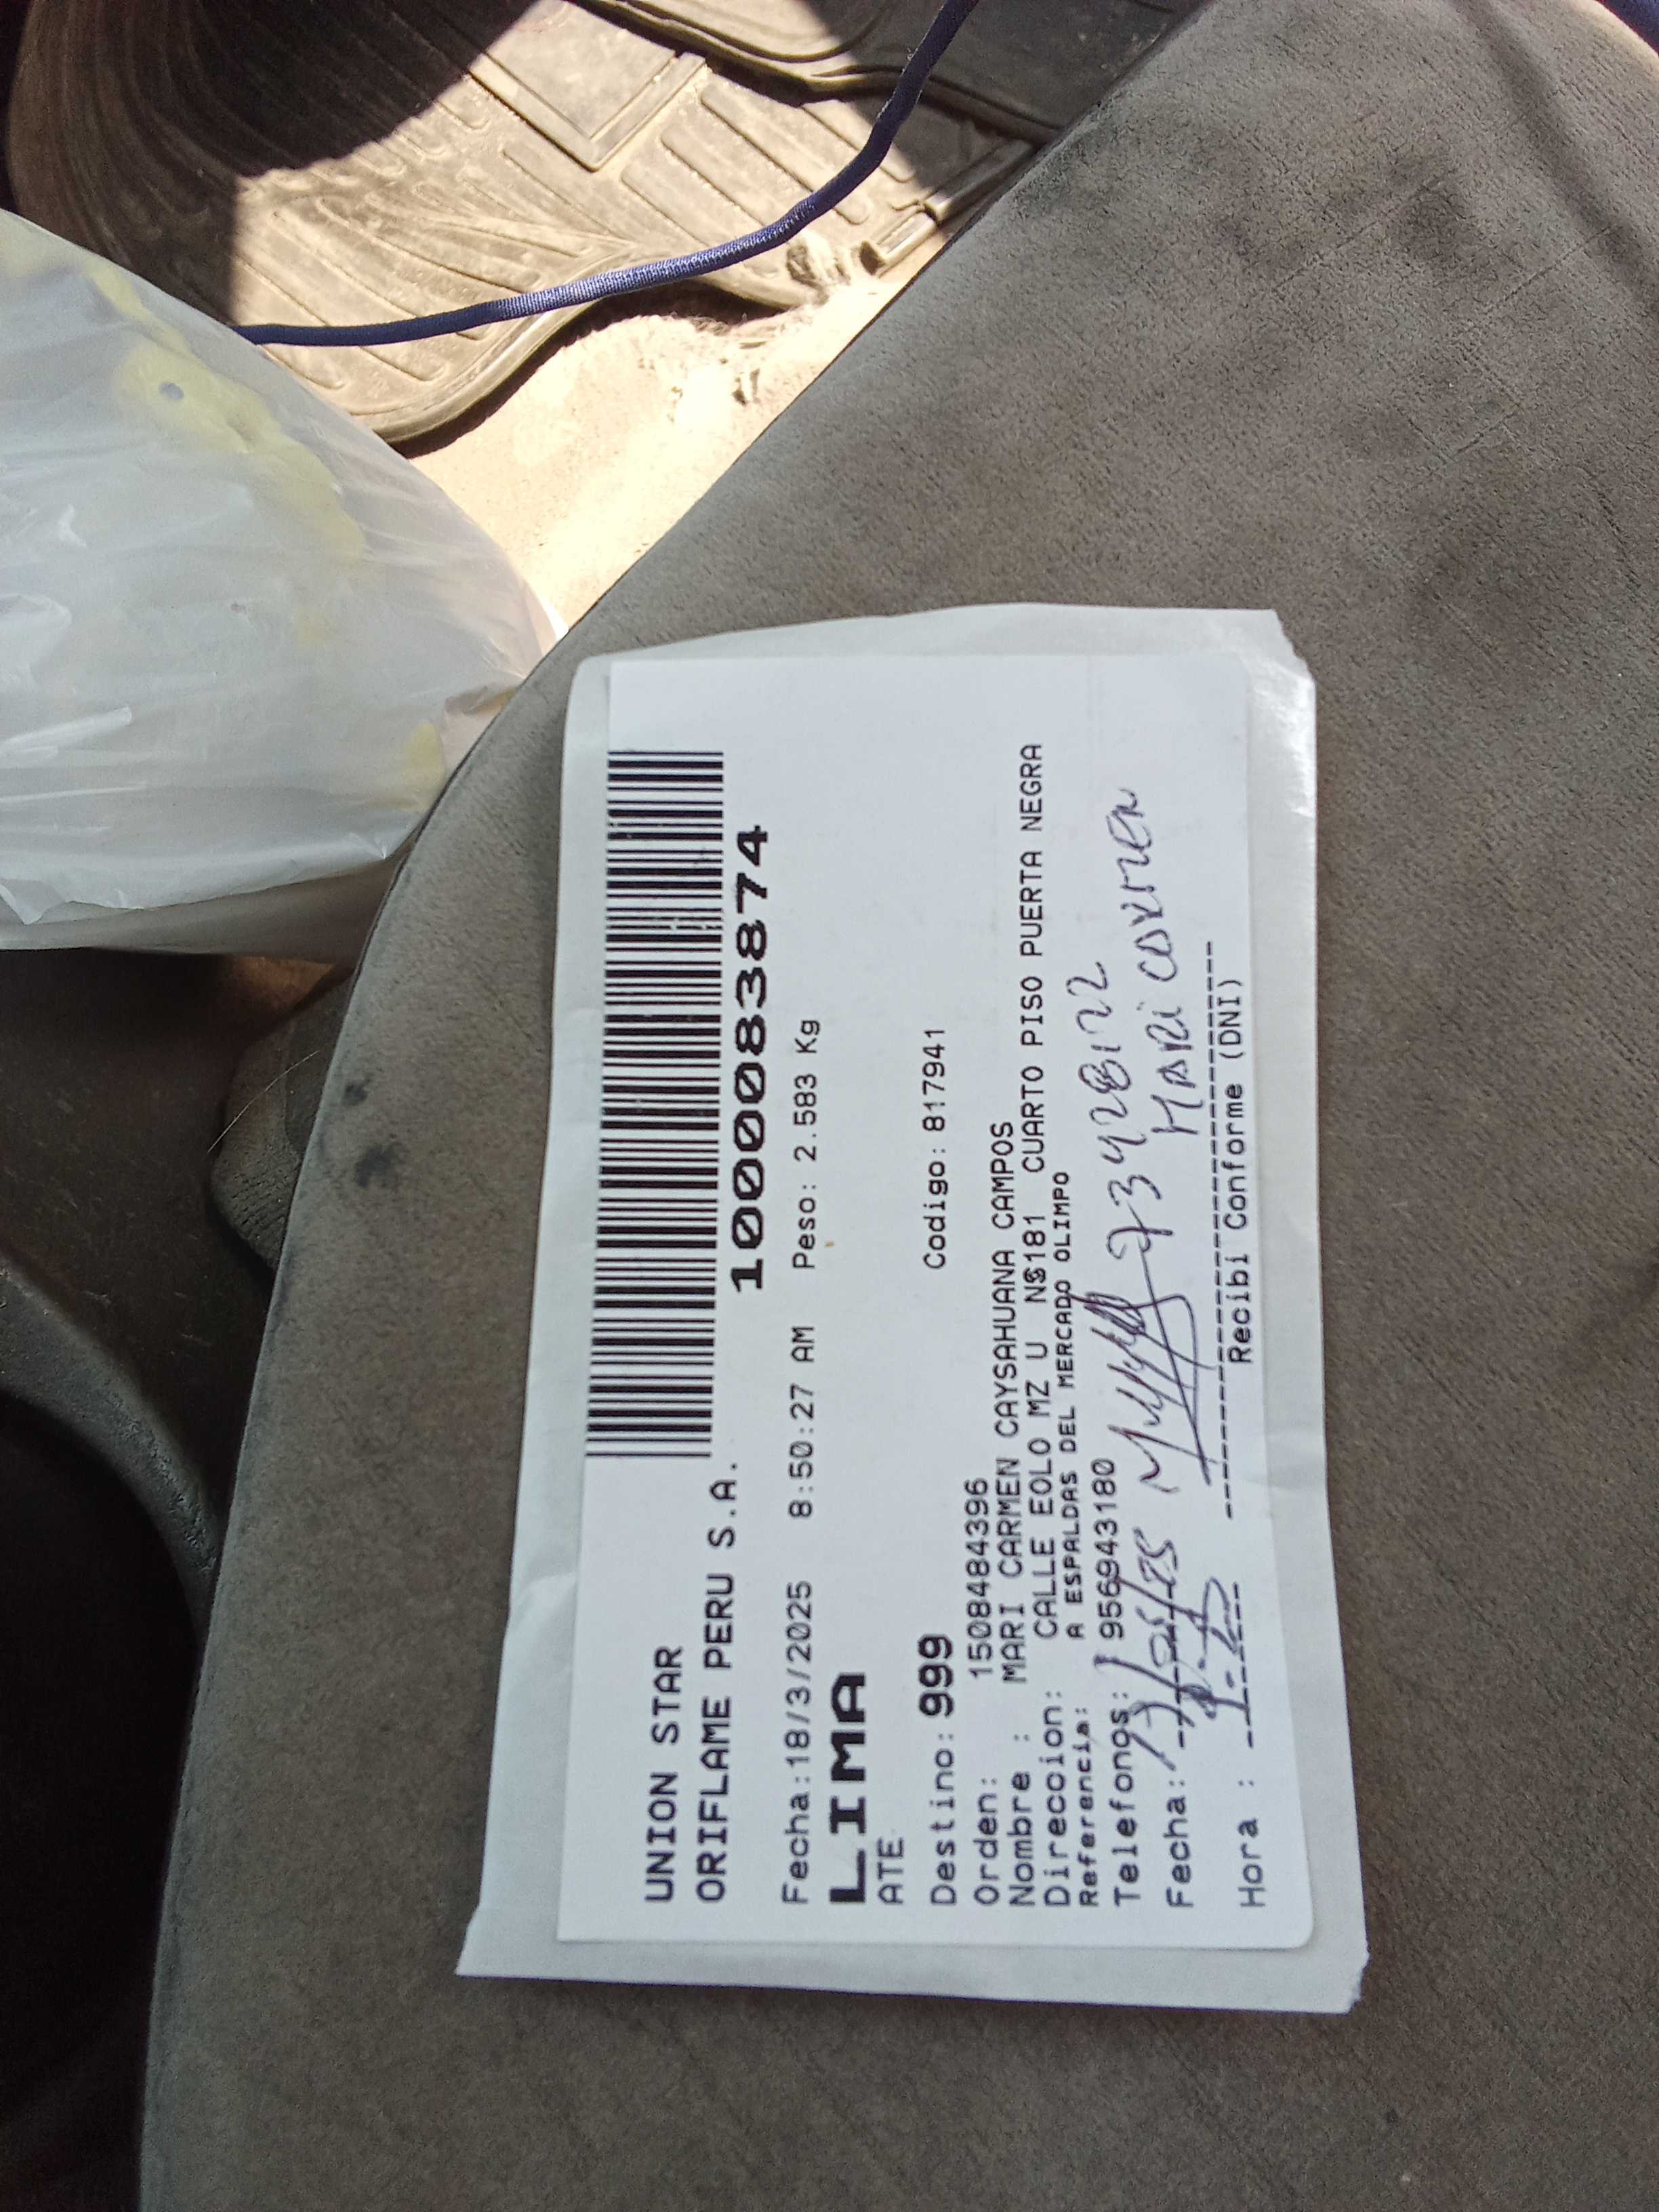 UNION STAR
ORIFLAME PERU S.A.
1000083874
Fecha:18/3/2025 8:50:27 AM Peso: 2.583 Kg
LIMA
ATE
Destino: 999 Codigo: 817941
Orden: 1508484396
Nombre : MARI CARMEN CAYSAHUANA CAMPOS
Direccion: CALLE EOLO MZ U N$181 CUARTO PISO PUERTA NEGRA
Referencia: A ESPALDAS DEL MERCADO OLIMPO
Telefonos: 956943180
73428122
MARI CARMEN
Fecha:
Hora :
Recibi Conforme (DNI)